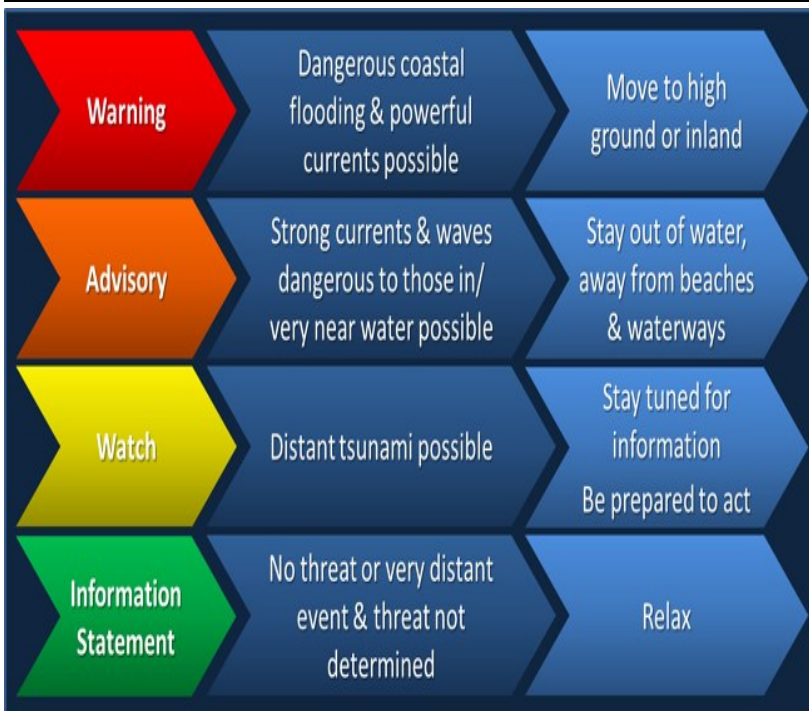 Warning
Dangerous coastal
flooding & powerful
currents possible
Move to high
ground or inland
Advisory
Strong currents & waves
dangerous to those in/
very near water possible
Stay out of water,
away from beaches
& waterways
Watch
Distant tsunami possible
Stay tuned for
information
Be prepared to act
Information
Statement
No threat or very distant
event & threat not
determined
Relax